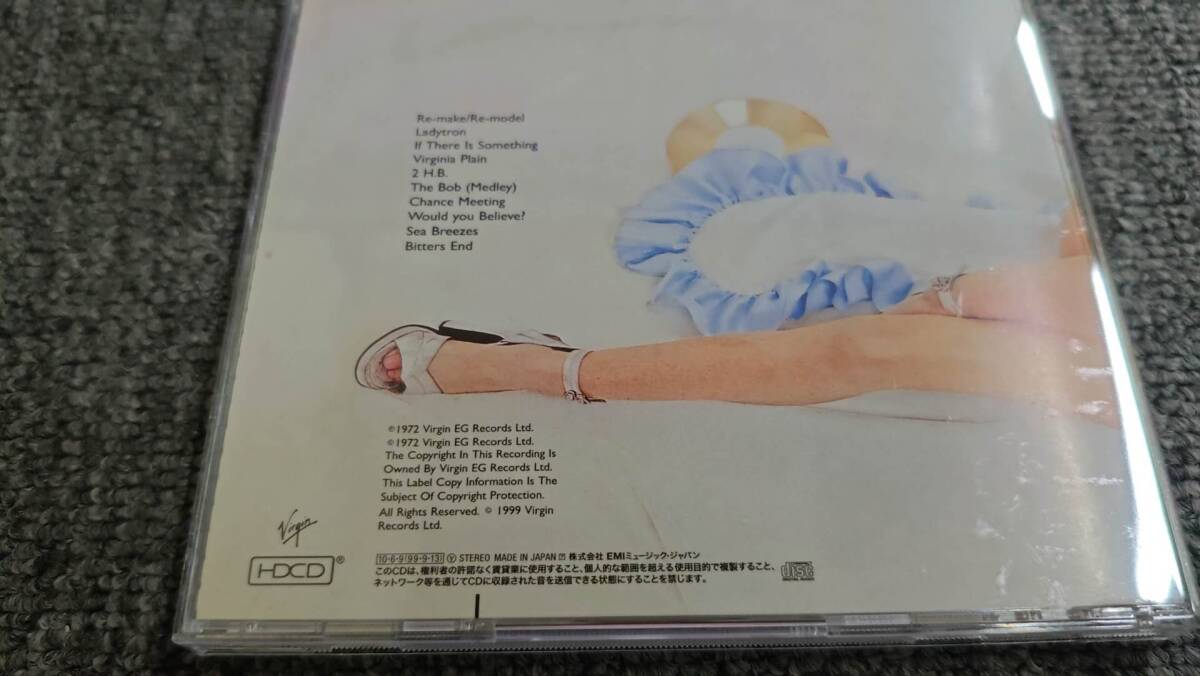 Re-make/Re-model
Ladytron
If There Is Something
Virginia Plain
2 H.B.
The Bob (Medley)
Chance Meeting
Would you Believe?
Sea Breezes
Bitters End
℗1972 Virgin EG Records Ltd.
©1972 Virgin EG Records Ltd.
The Copyright In This Recording Is
Owned By Virgin EG Records Ltd.
This Label Copy Information Is The
Subject Of Copyright Protection.
All Rights Reserved. © 1999 Virgin
Records Ltd.
Virgin
HDCD®
10-6-9 '99-9-13 Ⓨ STEREO MADE IN JAPAN 株式会社 EMIミュージック・ジャパン
このCDは、権利者の許諾なく賃貸業に使用すること、個人的な範囲を超える使用目的で複製すること、
ネットワーク等を通じてCDに収録された音を送信できる状態にすることを禁じます。
disc